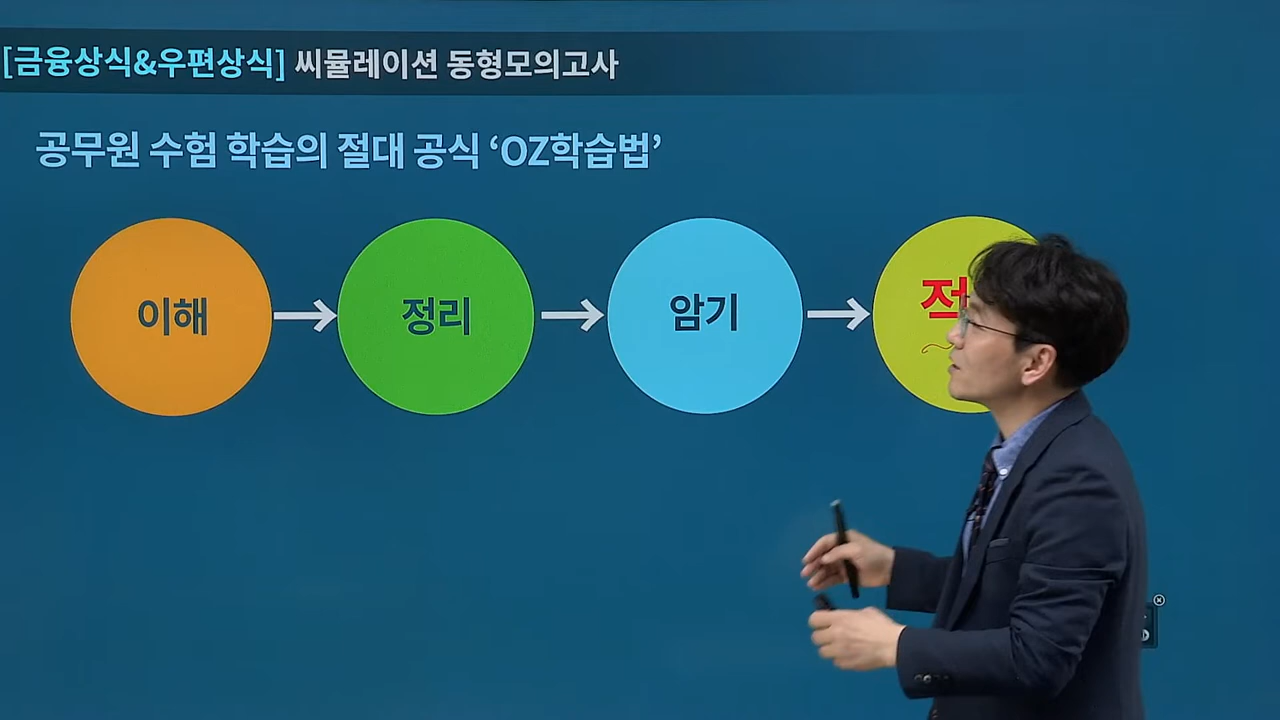 [금융상식&우편상식] 씨뮬레이션 동형모의고사
공무원 수험 학습의 절대 공식 ‘OZ학습법’
이해
정리
암기
적